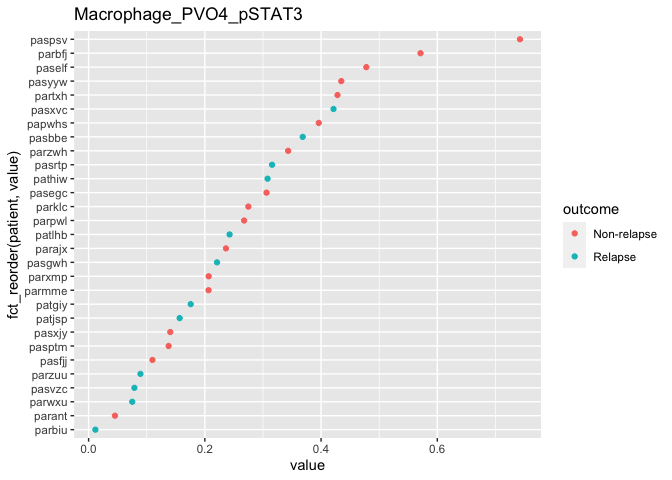 Macrophage_PVO4_pSTAT3
fct_reorder(patient, value)
paspsv
parbfj
paself
pasyyw
partxh
pasxvc
papwhs
pasbbe
parzwh
pasrtp
pathiw
pasegc
parklc
parpwl
patlhb
parajx
pasgwh
parxmp
parmme
patgiy
patjsp
pasxjy
pasptm
pasfjj
parzuu
pasvzc
parwxu
parant
parbiu
0.0 0.2 0.4 0.6
value
outcome
Non-relapse
Relapse